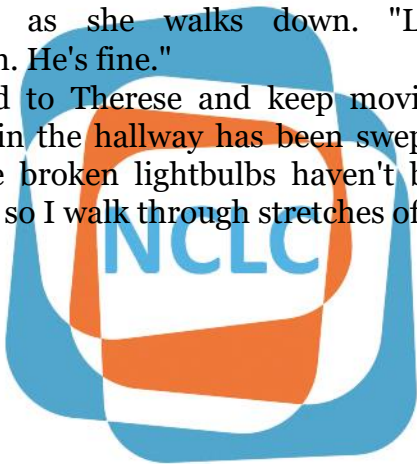 as she walks down. "L
n. He's fine."
d to Therese and keep movi
in the hallway has been swep
e broken lightbulbs haven't b
so I walk through stretches of
NCLC